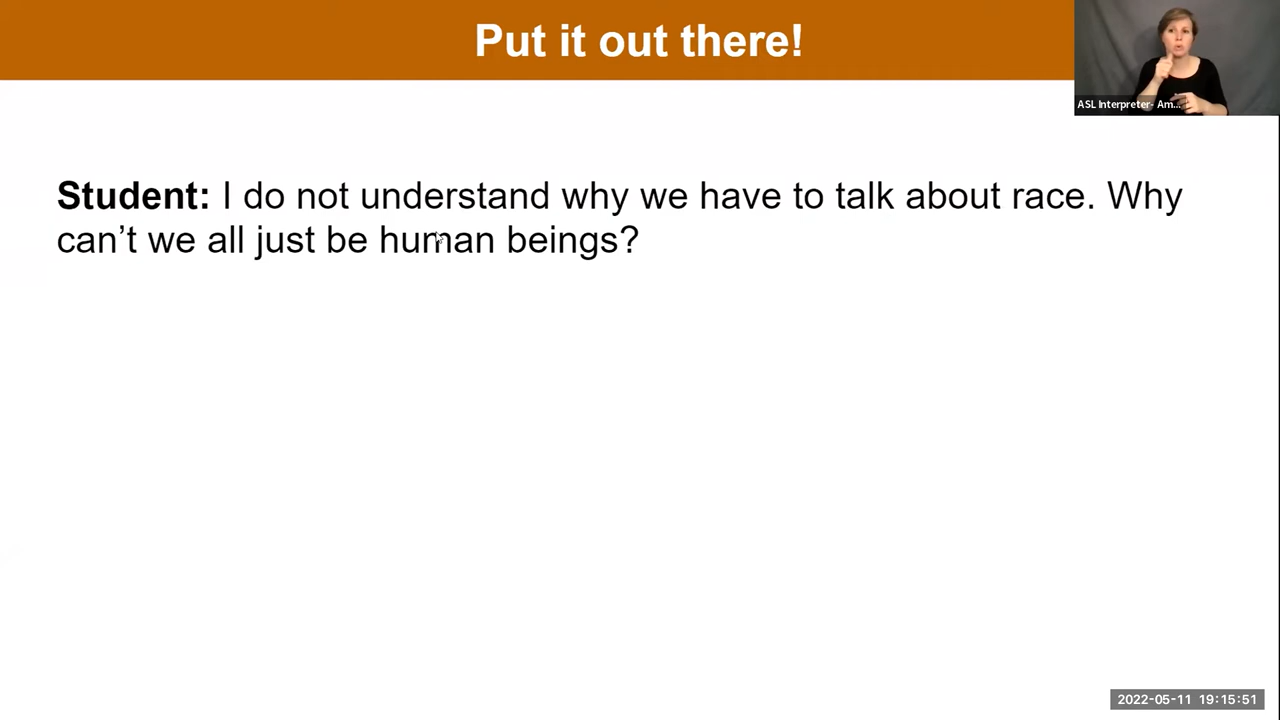 Put it out there!
ASL Interpreter- Am...
Student: I do not understand why we have to talk about race. Why
can’t we all just be human beings?
2022-05-11 19:15:51